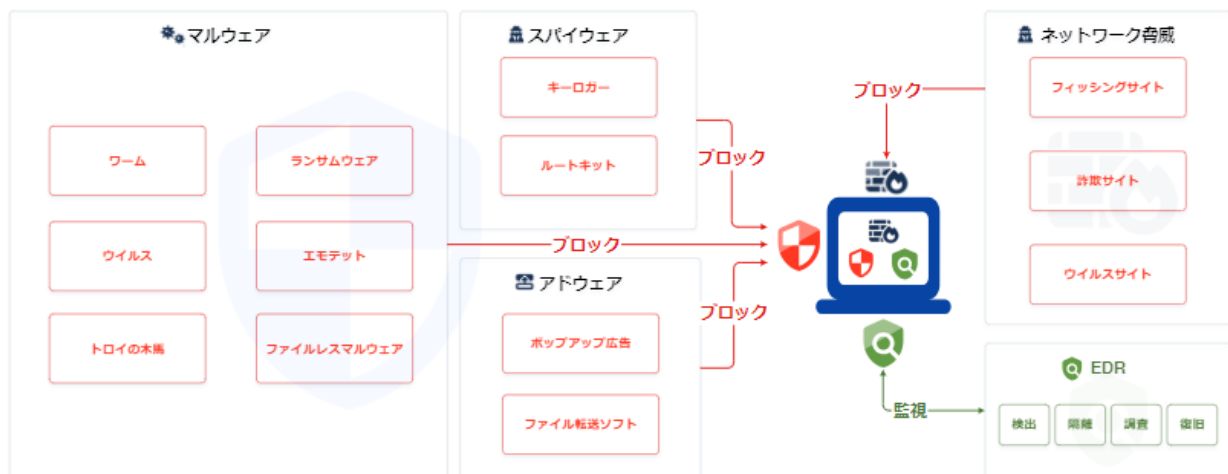 マルウェア
ワーム
ランサムウェア
ウイルス
エモテット
トロイの木馬
ファイルレスマルウェア
スパイウェア
キーロガー
ルートキット
アドウェア
ポップアップ広告
ファイル転送ソフト
ブロック
ブロック
ブロック
ブロック
ネットワーク脅威
フィッシングサイト
詐欺サイト
ウイルスサイト
監視
EDR
検出
隔離
調査
復旧